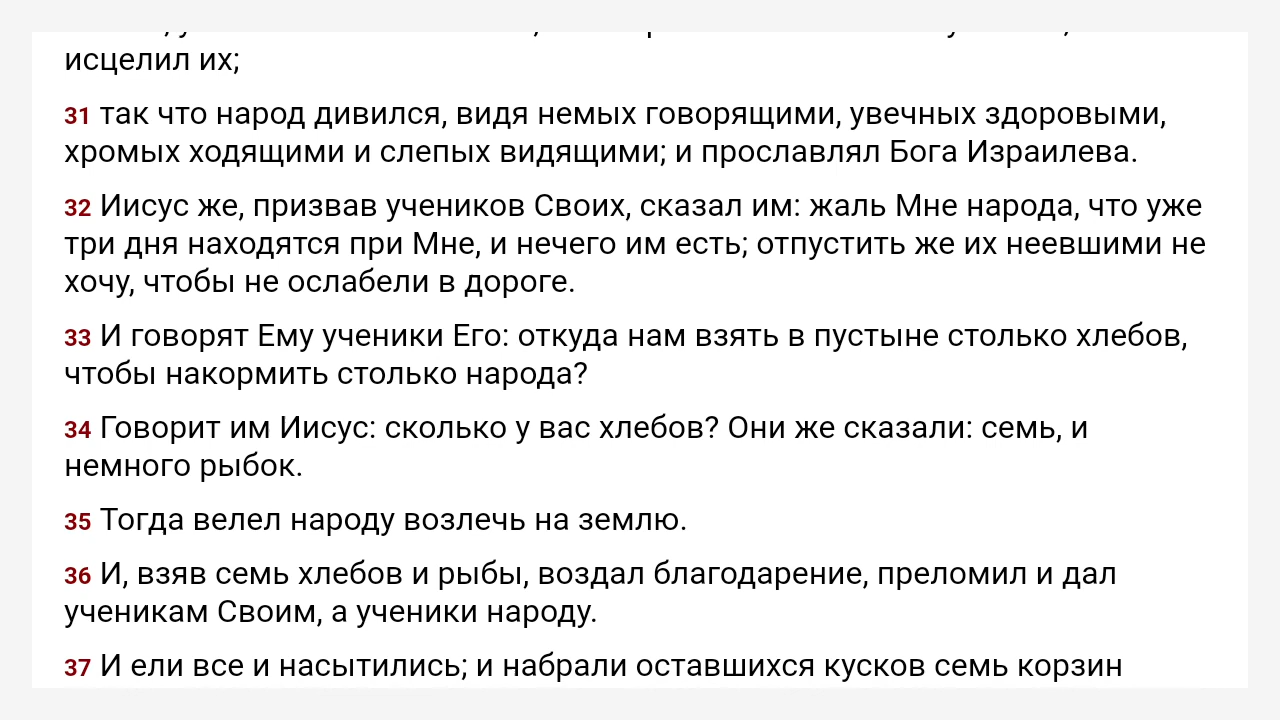 исцелил их;
31 так что народ дивился, видя немых говорящими, увечных здоровыми,
хромых ходящими и слепых видящими; и прославлял Бога Израилева.
32 Иисус же, призвав учеников Своих, сказал им: жаль Мне народа, что уже
три дня находятся при Мне, и нечего им есть; отпустить же их неевшими не
хочу, чтобы не ослабели в дороге.
33 И говорят Ему ученики Его: откуда нам взять в пустыне столько хлебов,
чтобы накормить столько народа?
34 Говорит им Иисус: сколько у вас хлебов? Они же сказали: семь, и
немного рыбок.
35 Тогда велел народу возлечь на землю.
36 И, взяв семь хлебов и рыбы, воздал благодарение, преломил и дал
ученикам Своим, а ученики народу.
37 И ели все и насытились; и набрали оставшихся кусков семь корзин